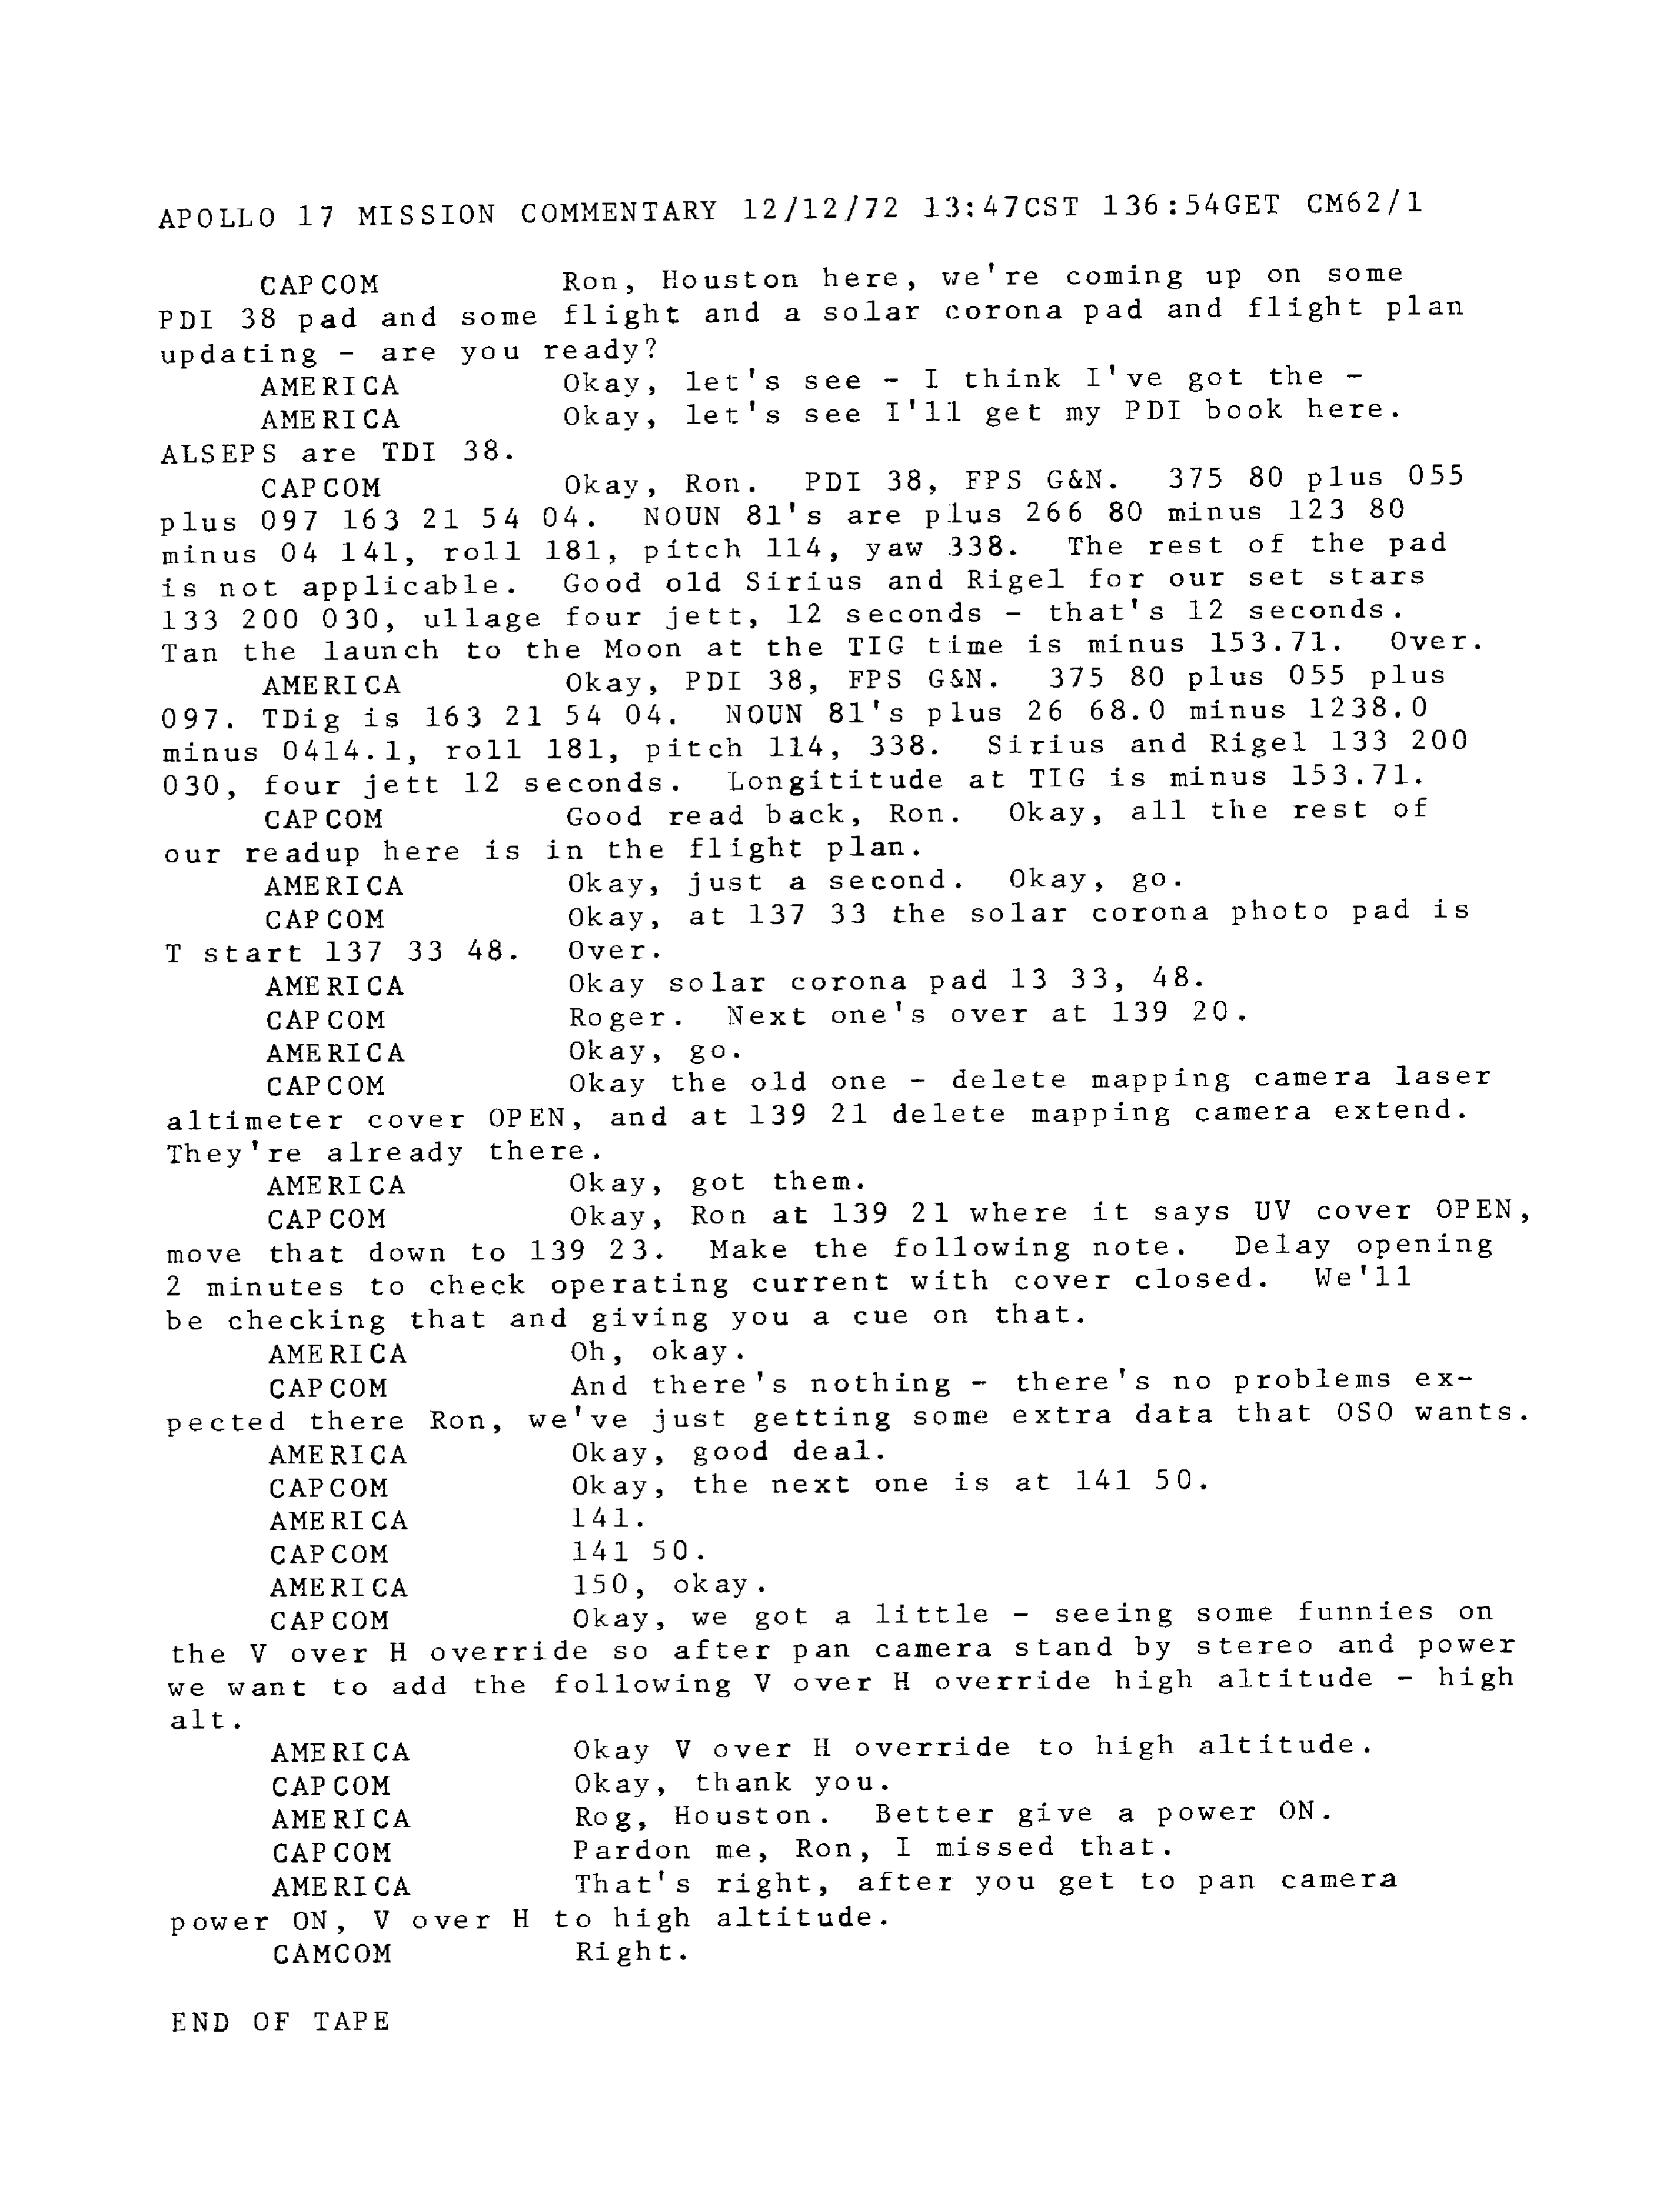 APOLLO 17 MISSION COMMENTARY 12/12/72 13:47CST 136:54GET CM62/1
CAPCOM Ron, Houston here, we're coming up on some
PDI 38 pad and some flight and a solar corona pad and flight plan
updating - are you ready?
AMERICA Okay, let's see - I think I've got the -
AMERICA Okay, let's see I'll get my PDI book here.
ALSEPS are TDI 38.
CAPCOM Okay, Ron. PDI 38, FPS G&N. 375 80 plus 055
plus 097 163 21 54 04. NOUN 81's are plus 266 80 minus 123 80
minus 04 141, roll 181, pitch 114, yaw 338. The rest of the pad
is not applicable. Good old Sirius and Rigel for our set stars
133 200 030, ullage four jett, 12 seconds - that's 12 seconds.
Tan the launch to the Moon at the TIG time is minus 153.71. Over.
AMERICA Okay, PDI 38, FPS G&N. 375 80 plus 055 plus
097. TDig is 163 21 54 04. NOUN 81's plus 26 68.0 minus 1238.0
minus 0414.1, roll 181, pitch 114, 338. Sirius and Rigel 133 200
030, four jett 12 seconds. Longititude at TIG is minus 153.71.
CAPCOM Good read back, Ron. Okay, all the rest of
our readup here is in the flight plan.
AMERICA Okay, just a second. Okay, go.
CAPCOM Okay, at 137 33 the solar corona photo pad is
T start 137 33 48. Over.
AMERICA Okay solar corona pad 13 33, 48.
CAPCOM Roger. Next one's over at 139 20.
AMERICA Okay, go.
CAPCOM Okay the old one - delete mapping camera laser
altimeter cover OPEN, and at 139 21 delete mapping camera extend.
They're already there.
AMERICA Okay, got them.
CAPCOM Okay, Ron at 139 21 where it says UV cover OPEN,
move that down to 139 23. Make the following note. Delay opening
2 minutes to check operating current with cover closed. We'll
be checking that and giving you a cue on that.
AMERICA Oh, okay.
CAPCOM And there's nothing - there's no problems ex-
pected there Ron, we've just getting some extra data that OSO wants.
AMERICA Okay, good deal.
CAPCOM Okay, the next one is at 141 50.
AMERICA 141.
CAPCOM 141 50.
AMERICA 150, okay.
CAPCOM Okay, we got a little - seeing some funnies on
the V over H override so after pan camera stand by stereo and power
we want to add the following V over H override high altitude - high
alt.
AMERICA Okay V over H override to high altitude.
CAPCOM Okay, thank you.
AMERICA Rog, Houston. Better give a power ON.
CAPCOM Pardon me, Ron, I missed that.
AMERICA That's right, after you get to pan camera
power ON, V over H to high altitude.
CAMCOM Right.
END OF TAPE